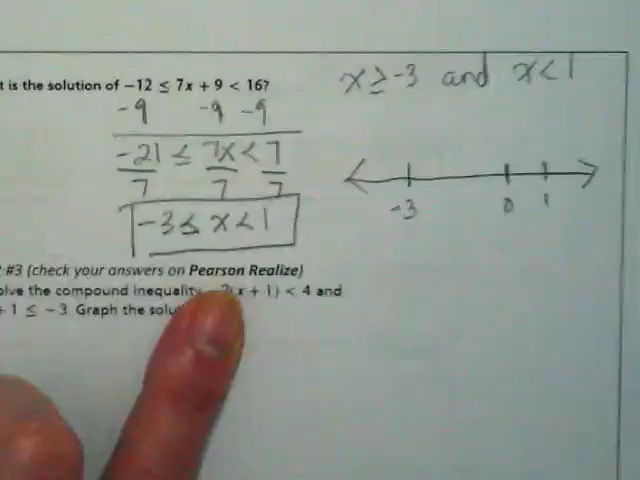 t is the solution of −12 ≤ 7x + 9 < 16?
x ≥ -3 and x < 1
-9 -9 -9
-21 ≤ 7x < 7
7 7 7
-3 ≤ x < 1
-3 0 1
#3 (check your answers on Pearson Realize)
olve the compound inequality (x + 1) < 4 and
+ 1 ≤ −3 Graph the